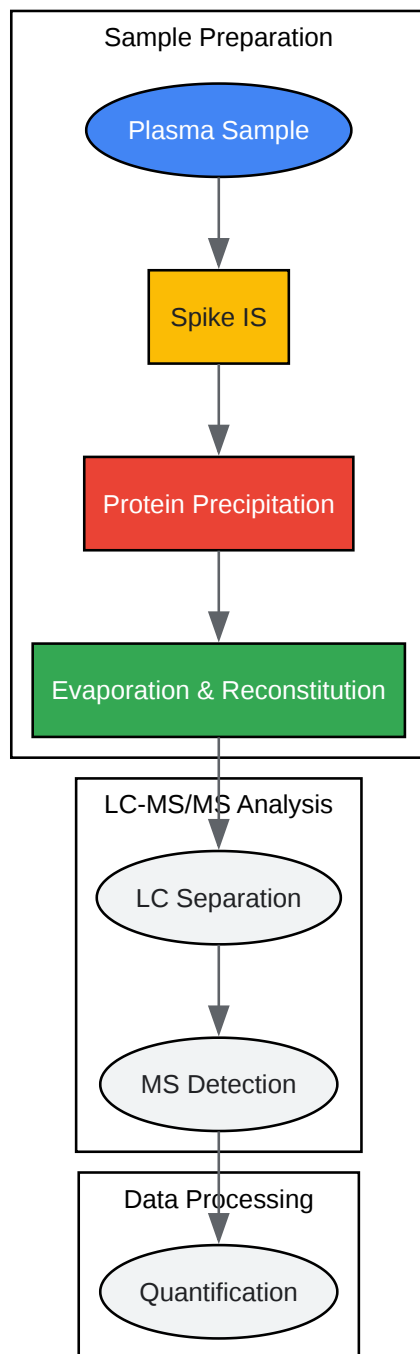 Sample Preparation
Plasma Sample
Spike IS
Protein Precipitation
Evaporation & Reconstitution
LC-MS/MS Analysis
LC Separation
MS Detection
Data Processing
Quantification